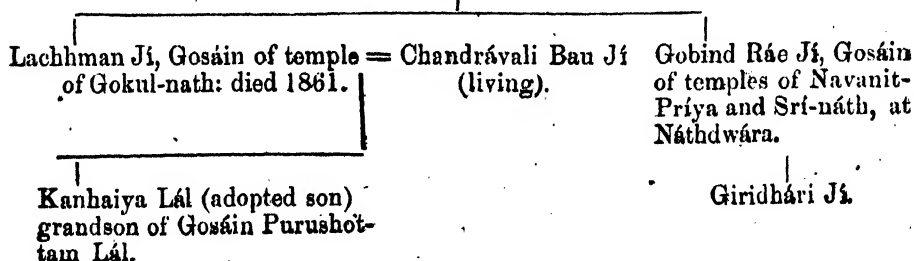 Lachhman Jí, Gosáin of temple = Chandrávali Bau Jí
of Gokul-nath: died 1861.
(living).
Gobind Ráe Jí, Gosáin
of temples of Navanít-
Príya and Srí-náth, at
Náthdwára.
Kanhaiya Lál (adopted son)
grandson of Gosáin Purushot-
tam Lál.
Giridhári Jí.